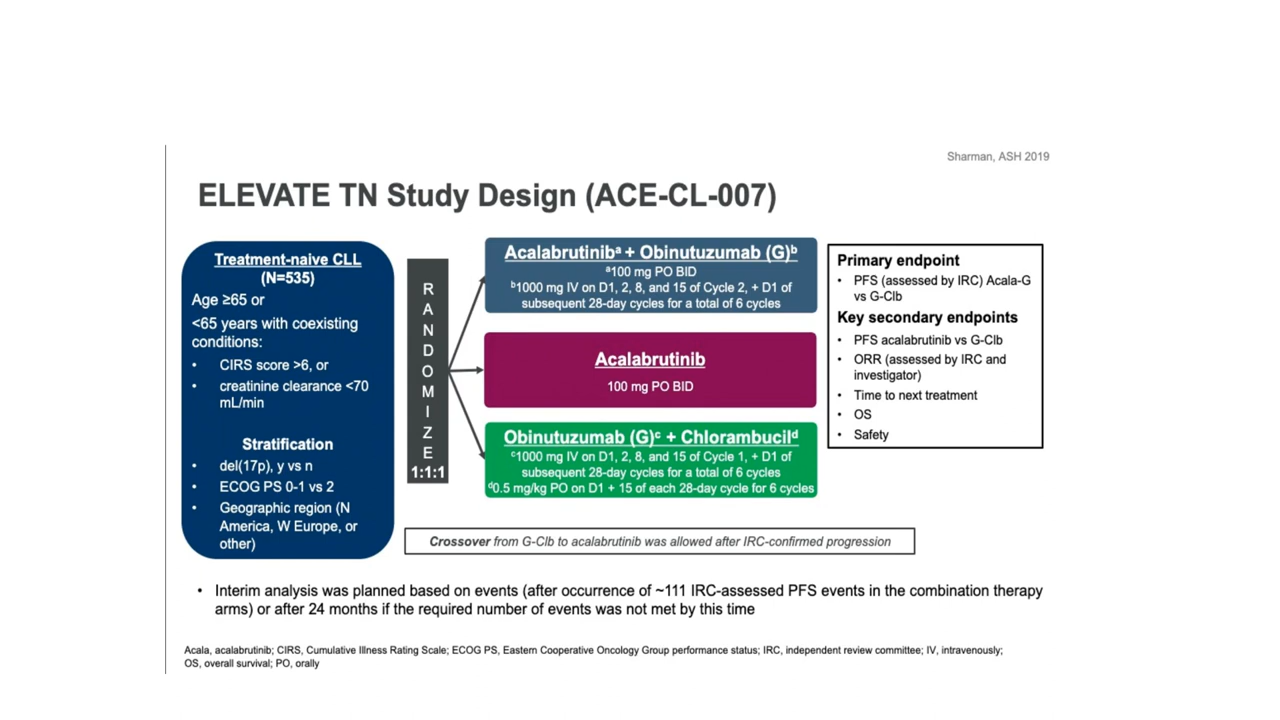 Sharman, ASH 2019
ELEVATE TN Study Design (ACE-CL-007)
Treatment-naive CLL
(N=535)
Age ≥65 or
<65 years with coexisting
conditions:
• CIRS score >6, or
• creatinine clearance <70
mL/min
Stratification
• del(17p), y vs n
• ECOG PS 0-1 vs 2
• Geographic region (N
America, W Europe, or
other)
R
A
N
D
O
M
I
Z
E
1:1:1
Acalabrutinibᵃ + Obinutuzumab (G)ᵇ
ᵃ100 mg PO BID
ᵇ1000 mg IV on D1, 2, 8, and 15 of Cycle 2, + D1 of
subsequent 28-day cycles for a total of 6 cycles
Acalabrutinib
100 mg PO BID
Obinutuzumab (G)ᶜ + Chlorambucilᵈ
ᶜ1000 mg IV on D1, 2, 8, and 15 of Cycle 1, + D1 of
subsequent 28-day cycles for a total of 6 cycles
ᵈ0.5 mg/kg PO on D1 + 15 of each 28-day cycle for 6 cycles
Primary endpoint
• PFS (assessed by IRC) Acala-G
vs G-Clb
Key secondary endpoints
• PFS acalabrutinib vs G-Clb
• ORR (assessed by IRC and
investigator)
• Time to next treatment
• OS
• Safety
Crossover from G-Clb to acalabrutinib was allowed after IRC-confirmed progression
• Interim analysis was planned based on events (after occurrence of ~111 IRC-assessed PFS events in the combination therapy
arms) or after 24 months if the required number of events was not met by this time
Acala, acalabrutinib; CIRS, Cumulative Illness Rating Scale; ECOG PS, Eastern Cooperative Oncology Group performance status; IRC, independent review committee; IV, intravenously;
OS, overall survival; PO, orally